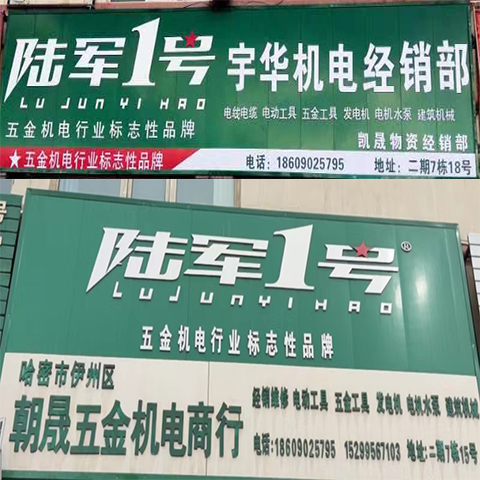 陆军1号 宇华机电经销部
LU JUN YI HAO
电线电缆 电动工具 五金工具 发电机 电机水泵 建筑机械
五金机电行业标志性品牌
凯晟物资经销部
★五金机电行业标志性品牌
电话：18609025795 地址：二期7栋18号
陆军1号®
LUJUNYIHAO
五金机电行业标志性品牌
哈密市伊州区
朝晟五金机电商行
经销维修 电动工具 五金工具 发电机 电机水泵 建筑机械
电话:18609025795 15299567103 地址:二期7栋15号